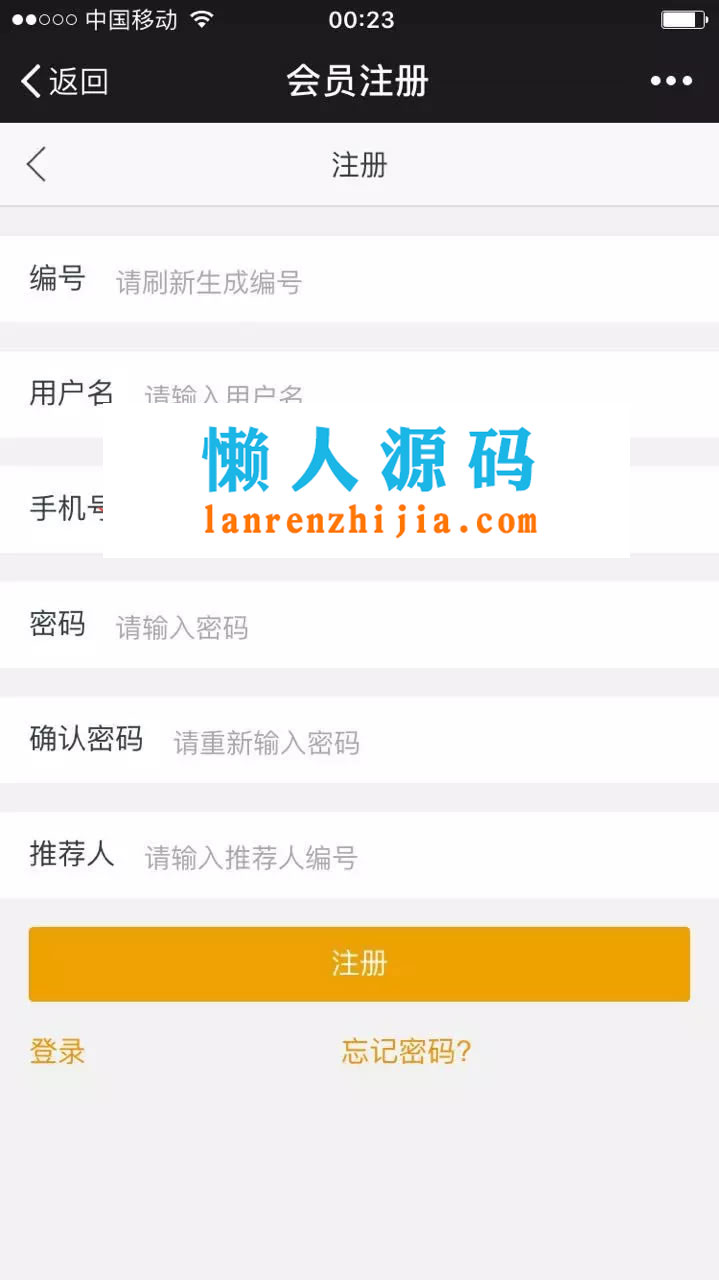 中国移动 00:23
返回 会员注册
注册
编号 请刷新生成编号
用户名 请输入用户名
懒人源码
手机号
lanrenzhijia.com
密码 请输入密码
确认密码 请重新输入密码
推荐人 请输入推荐人编号
注册
登录 忘记密码?